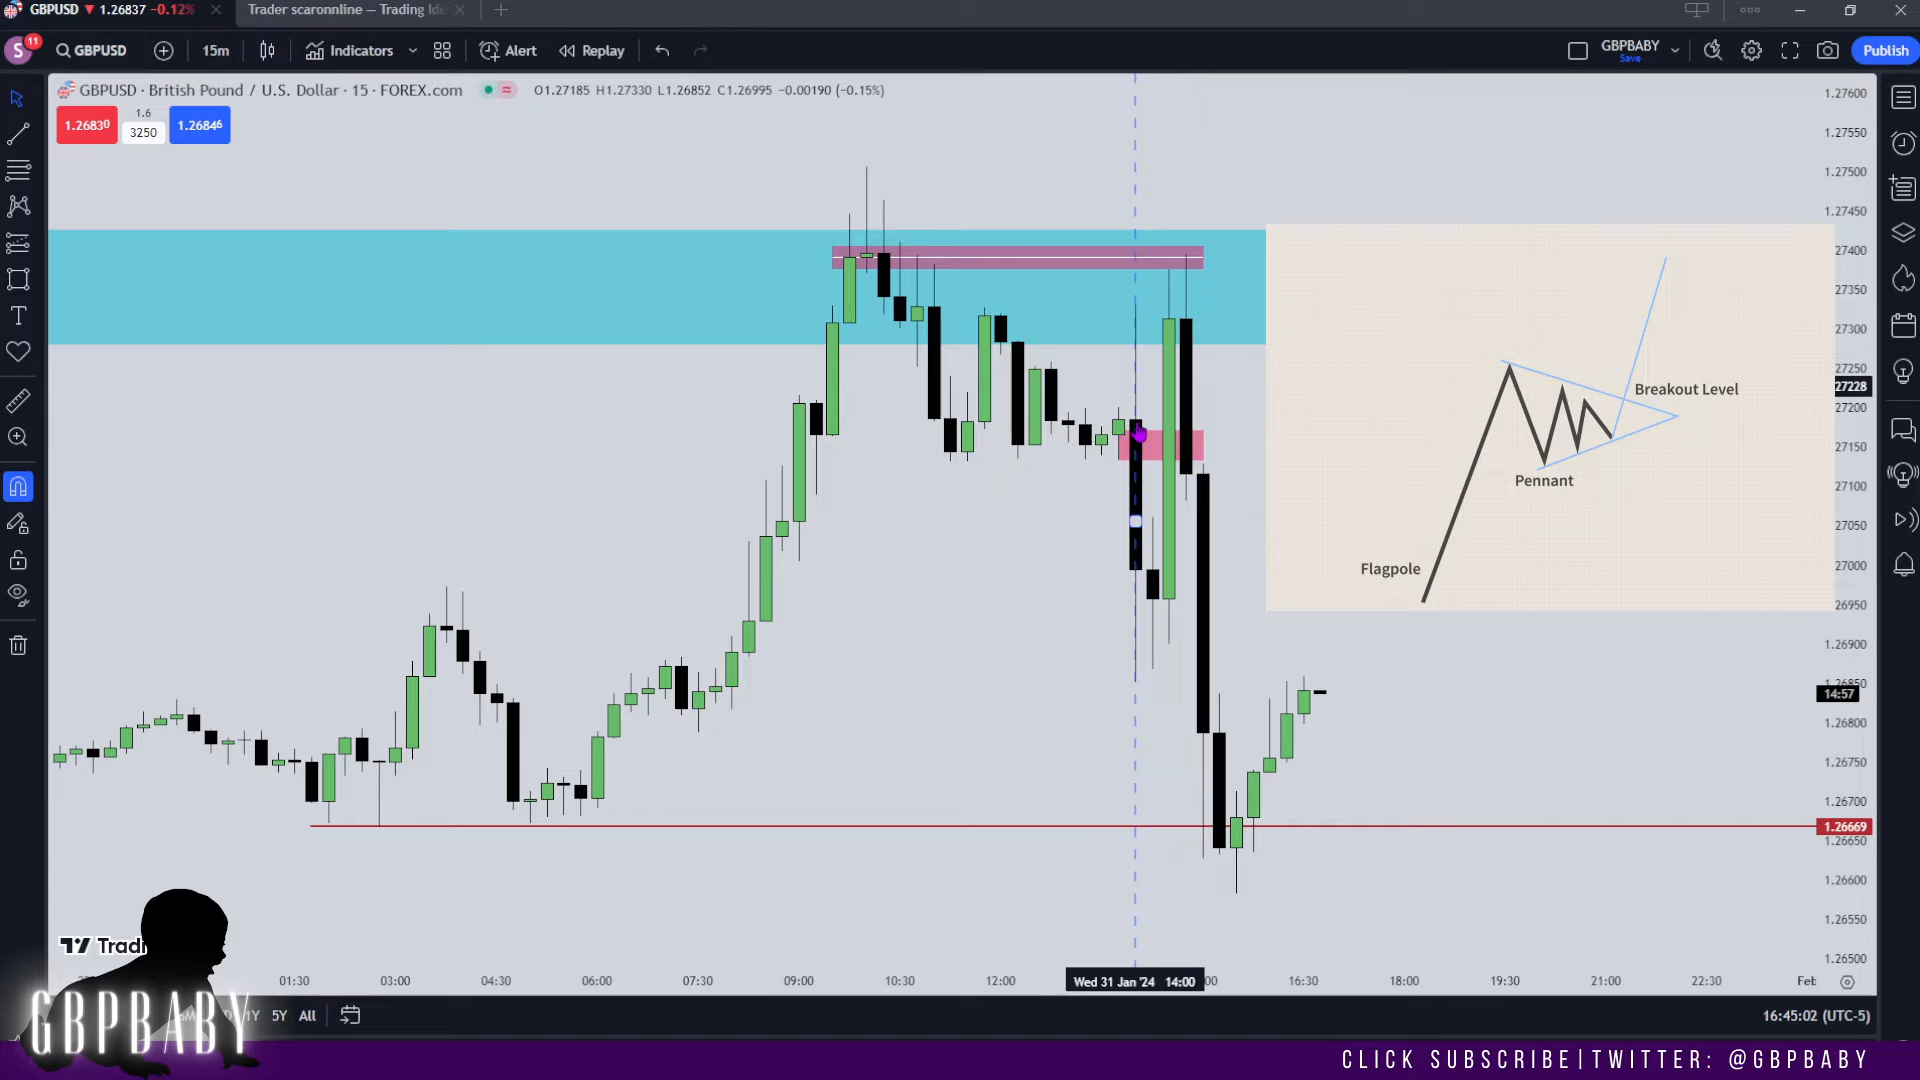 GBPUSD ▼ 1.26837 -0.12%
Trader scaronnline — Trading Ide
S 11
GBPUSD
15m
Indicators
Alert
Replay
GBPBABY
Save
Publish
GBPUSD · British Pound / U.S. Dollar · 15 · FOREX.com
O1.27185 H1.27330 L1.26852 C1.26995 −0.00190 (−0.15%)
1.26830
1.6
3250
1.26846
1.27600
1.27550
1.27500
1.27450
27400
27350
27300
27250
27228
27200
27150
27100
27050
27000
26950
1.26900
1.26850
14:57
1.26800
1.26750
1.26700
1.26669
1.26650
1.26600
1.26550
1.26500
Breakout Level
Pennant
Flagpole
01:30
03:00
04:30
06:00
07:30
09:00
10:30
12:00
Wed 31 Jan '24 14:00
16:30
18:00
19:30
21:00
22:30
Feb
1Y
5Y
All
16:45:02 (UTC-5)
GBPBABY
CLICK SUBSCRIBE|TWITTER: @GBPBABY